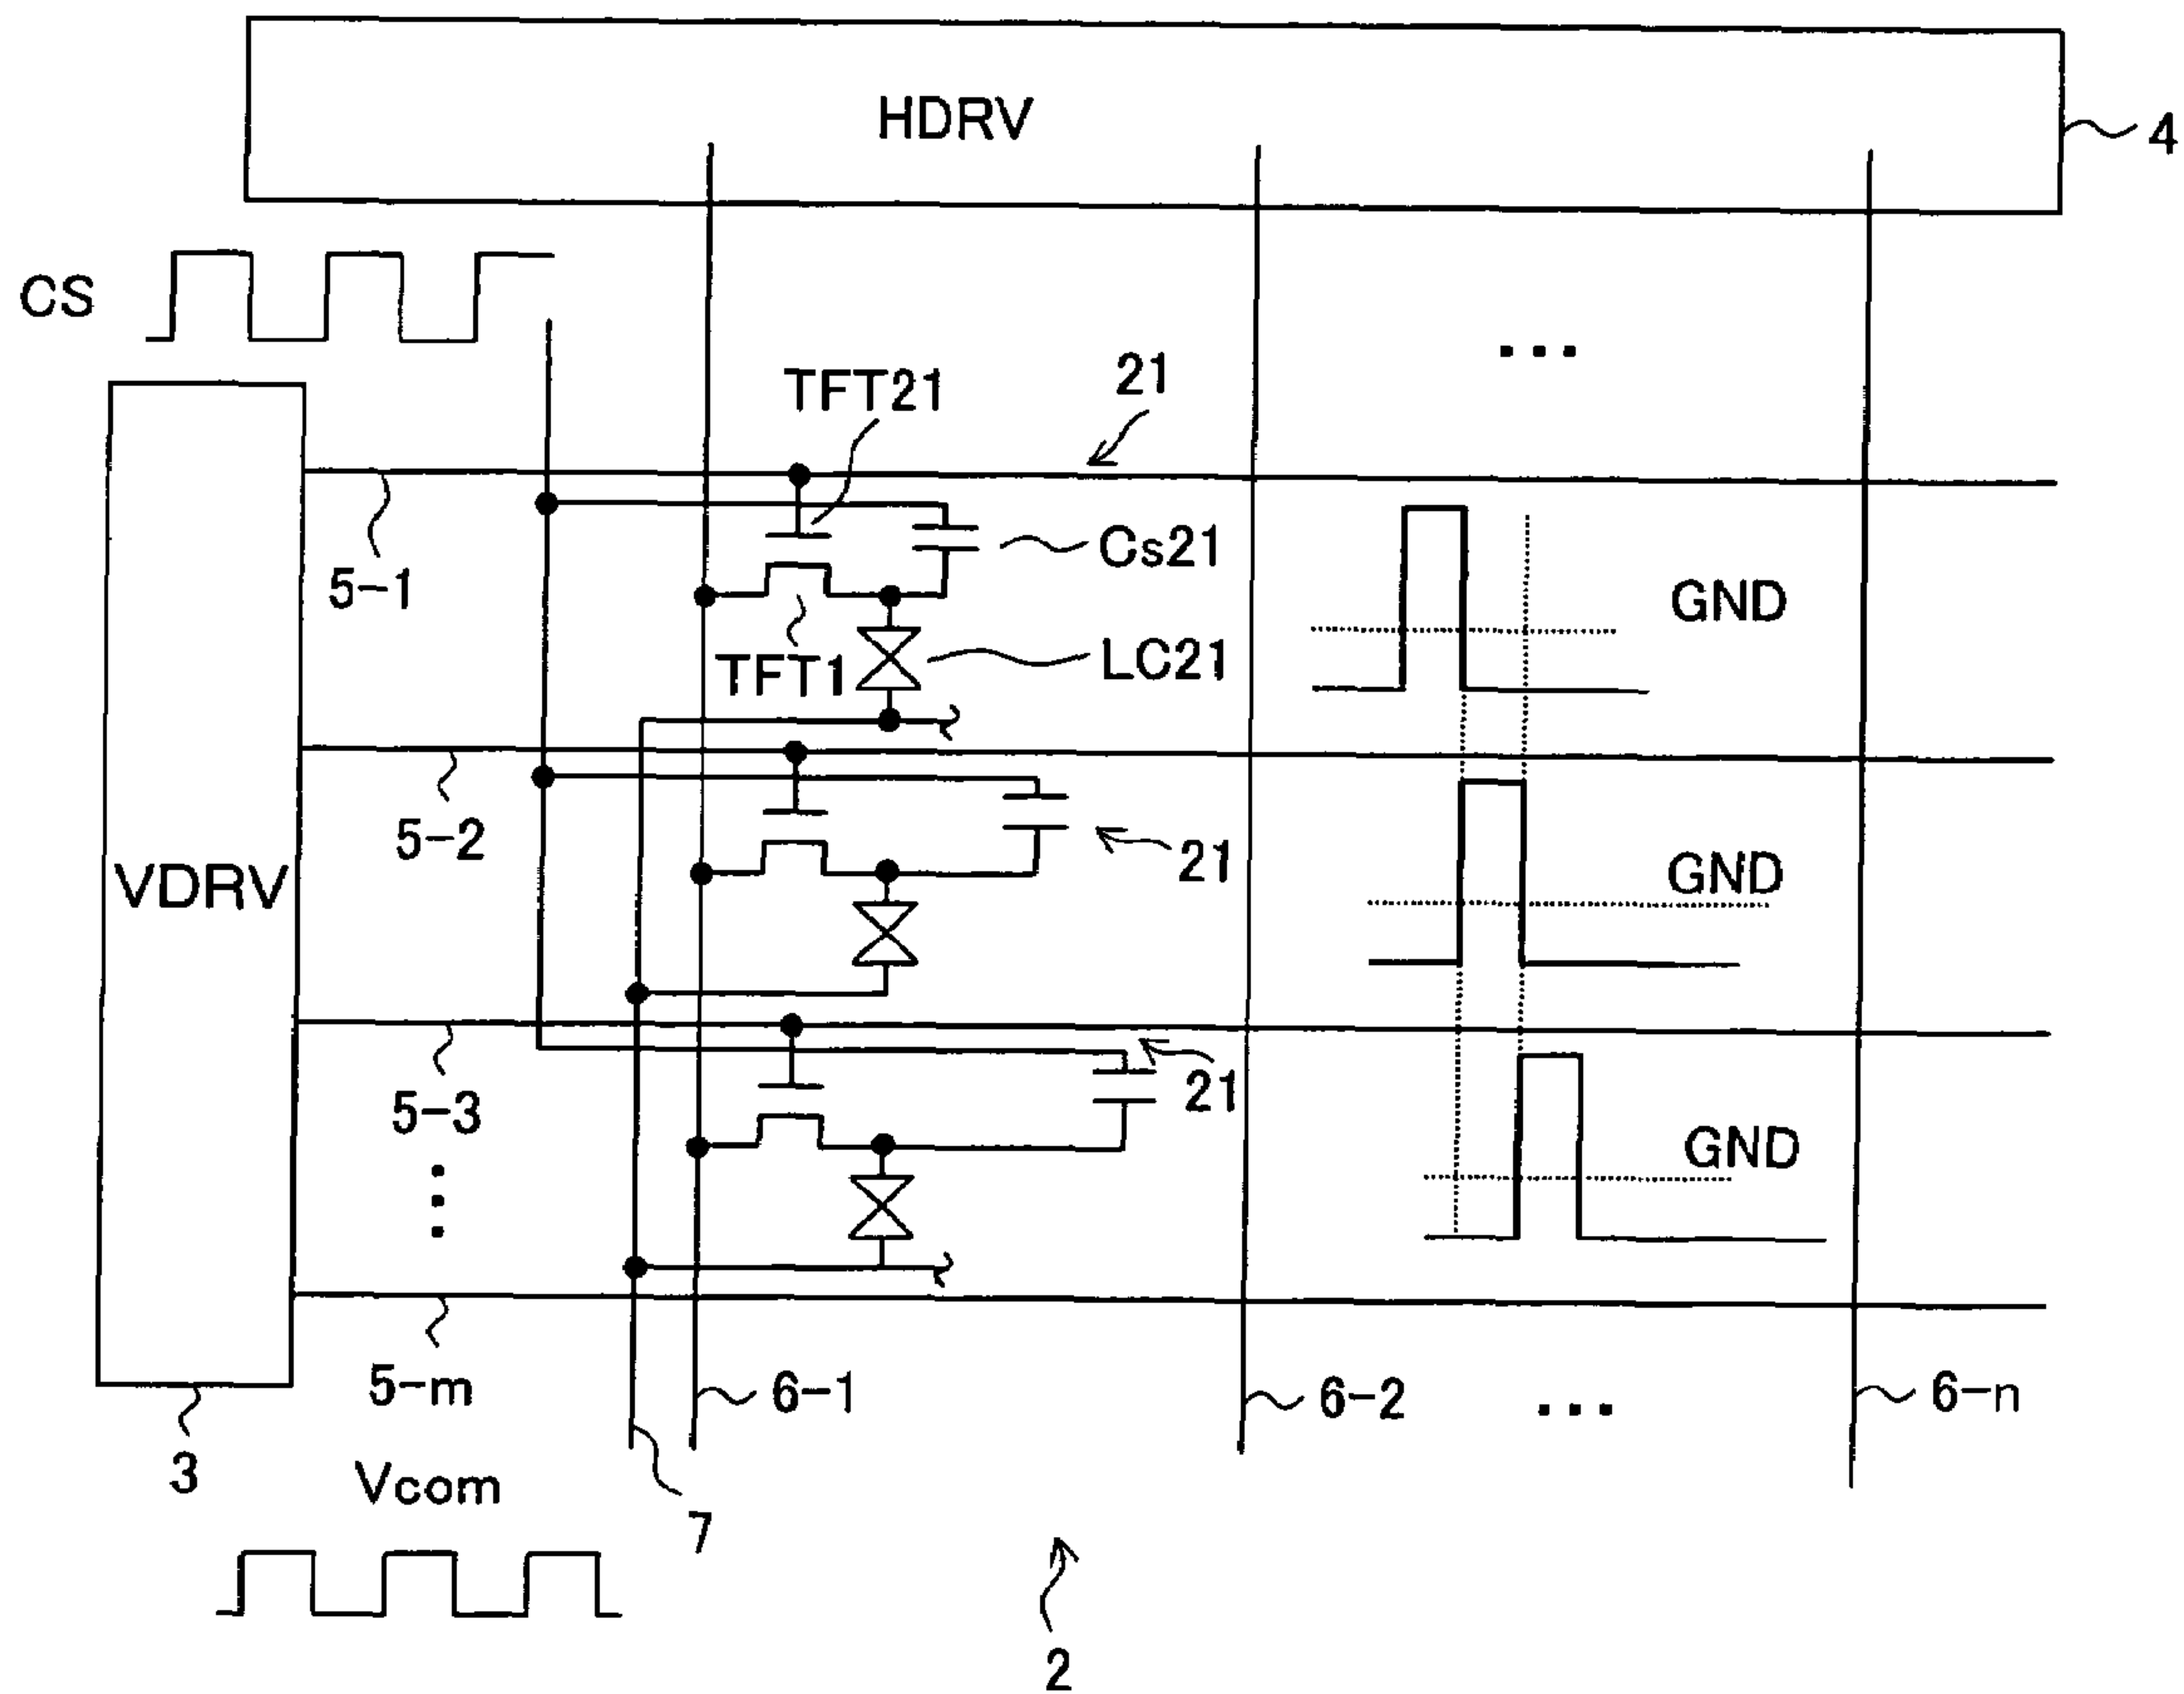 HDRV
4
CS
...
TFT21
21
Cs21
5-1
GND
TFT1
LC21
5-2
21
GND
VDRV
5-3
21
GND
5-m
6-1
6-2
...
6-n
3
Vcom
7
2